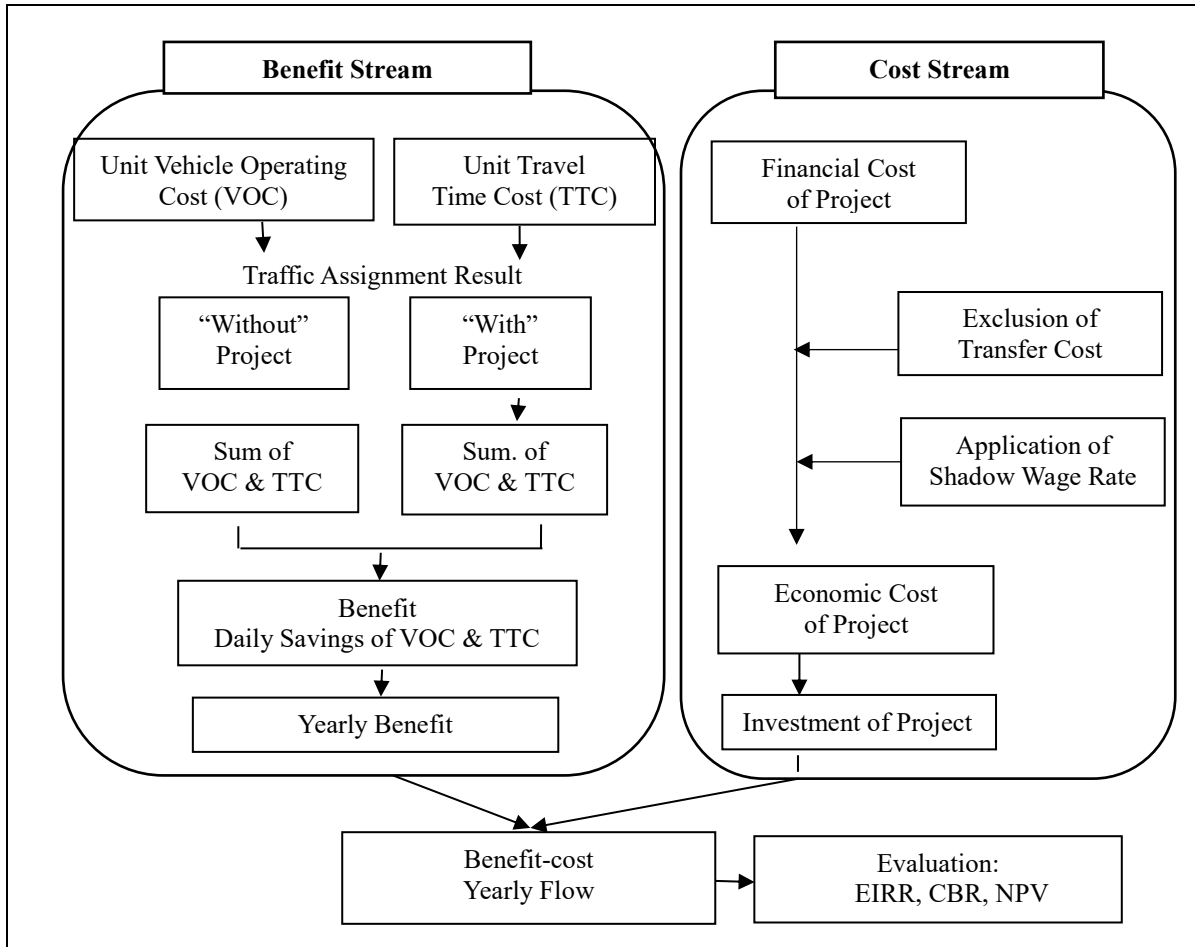 Benefit Stream
Unit Vehicle Operating
Cost (VOC)
Unit Travel
Time Cost (TTC)
Traffic Assignment Result
“Without”
Project
“With”
Project
Sum of
VOC & TTC
Sum. of
VOC & TTC
Benefit
Daily Savings of VOC & TTC
Yearly Benefit
Cost Stream
Financial Cost
of Project
Exclusion of
Transfer Cost
Application of
Shadow Wage Rate
Economic Cost
of Project
Investment of Project
Benefit-cost
Yearly Flow
Evaluation:
EIRR, CBR, NPV